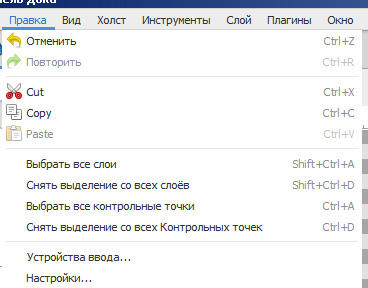 Правка Вид Холст Инструменты Слой Плагины Окно
Отменить Ctrl+Z
Повторить Ctrl+R
Cut Ctrl+X
Copy Ctrl+C
Paste Ctrl+V
Выбрать все слои Shift+Ctrl+A
Снять выделение со всех слоёв Shift+Ctrl+D
Выбрать все контрольные точки Ctrl+A
Снять выделение со всех Контрольных точек Ctrl+D
Устройства ввода...
Настройки...